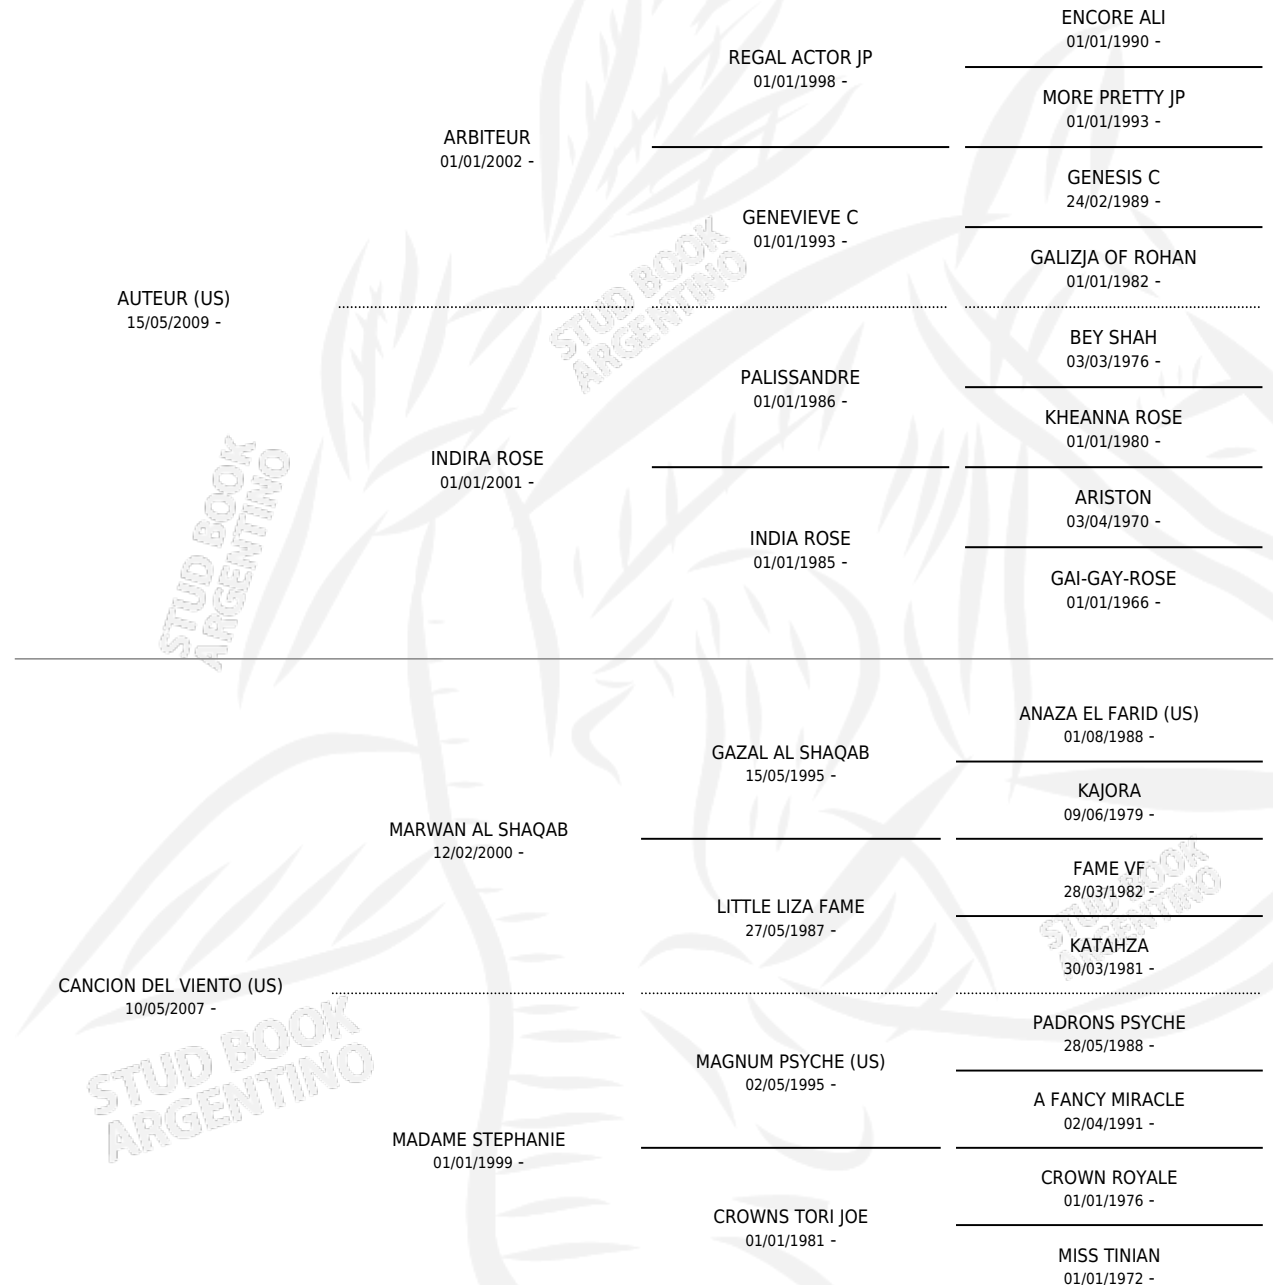 ENCORE ALI
01/01/1990 -
REGAL ACTOR JP
01/01/1998 -
MORE PRETTY JP
01/01/1993 -
ARBITEUR
01/01/2002 -
GENESIS C
24/02/1989 -
GENEVIEVE C
01/01/1993 -
GALIZJA OF ROHAN
01/01/1982 -
STUD BOOK
ARGENTINO
AUTEUR (US)
15/05/2009 -
BEY SHAH
03/03/1976 -
PALISSANDRE
01/01/1986 -
KHEANNA ROSE
01/01/1980 -
INDIRA ROSE
01/01/2001 -
ARISTON
03/04/1970 -
INDIA ROSE
01/01/1985 -
GAI-GAY-ROSE
01/01/1966 -
STUD BOOK
ARGENTINO
ANAZA EL FARID (US)
01/08/1988 -
GAZAL AL SHAQAB
15/05/1995 -
KAJORA
09/06/1979 -
MARWAN AL SHAQAB
12/02/2000 -
FAME VF
28/03/1982 -
LITTLE LIZA FAME
27/05/1987 -
KATAHZA
30/03/1981 -
STUD BOOK
ARGENTINO
CANCION DEL VIENTO (US)
10/05/2007 -
PADRONS PSYCHE
28/05/1988 -
MAGNUM PSYCHE (US)
02/05/1995 -
A FANCY MIRACLE
02/04/1991 -
STUD BOOK
ARGENTINO
MADAME STEPHANIE
01/01/1999 -
CROWN ROYALE
01/01/1976 -
CROWNS TORI JOE
01/01/1981 -
MISS TINIAN
01/01/1972 -